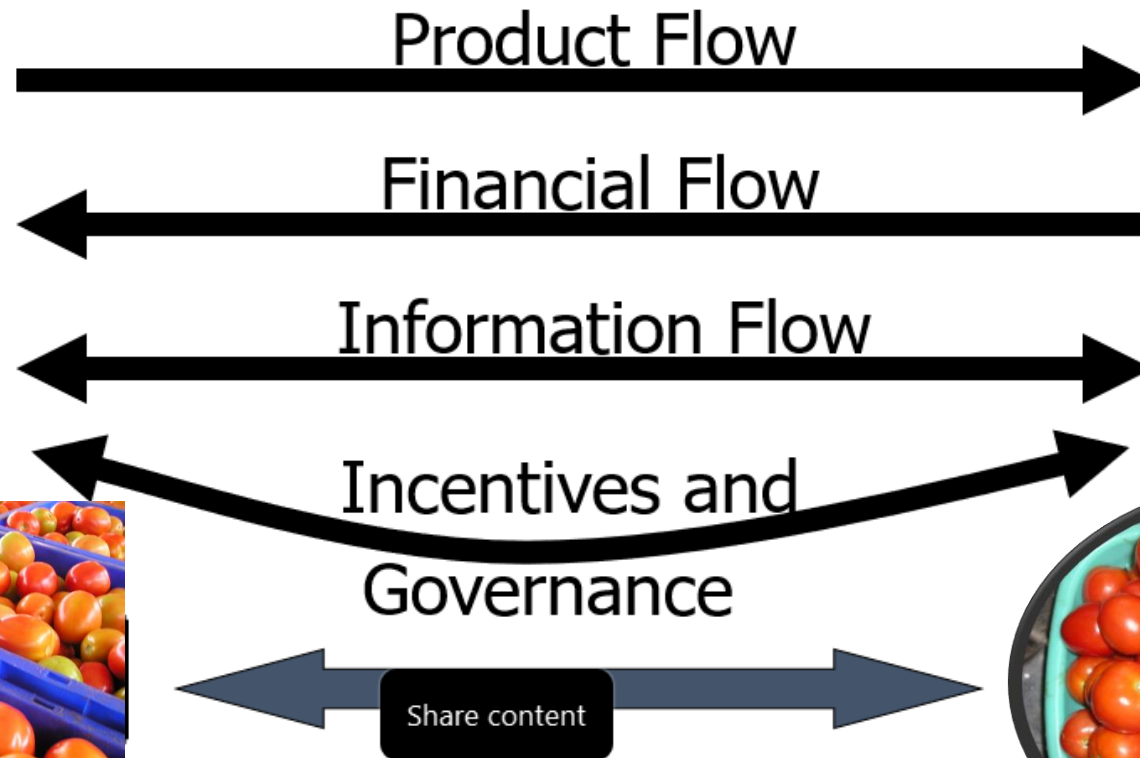 Product Flow
Financial Flow
Information Flow
Incentives and
Governance
Share content